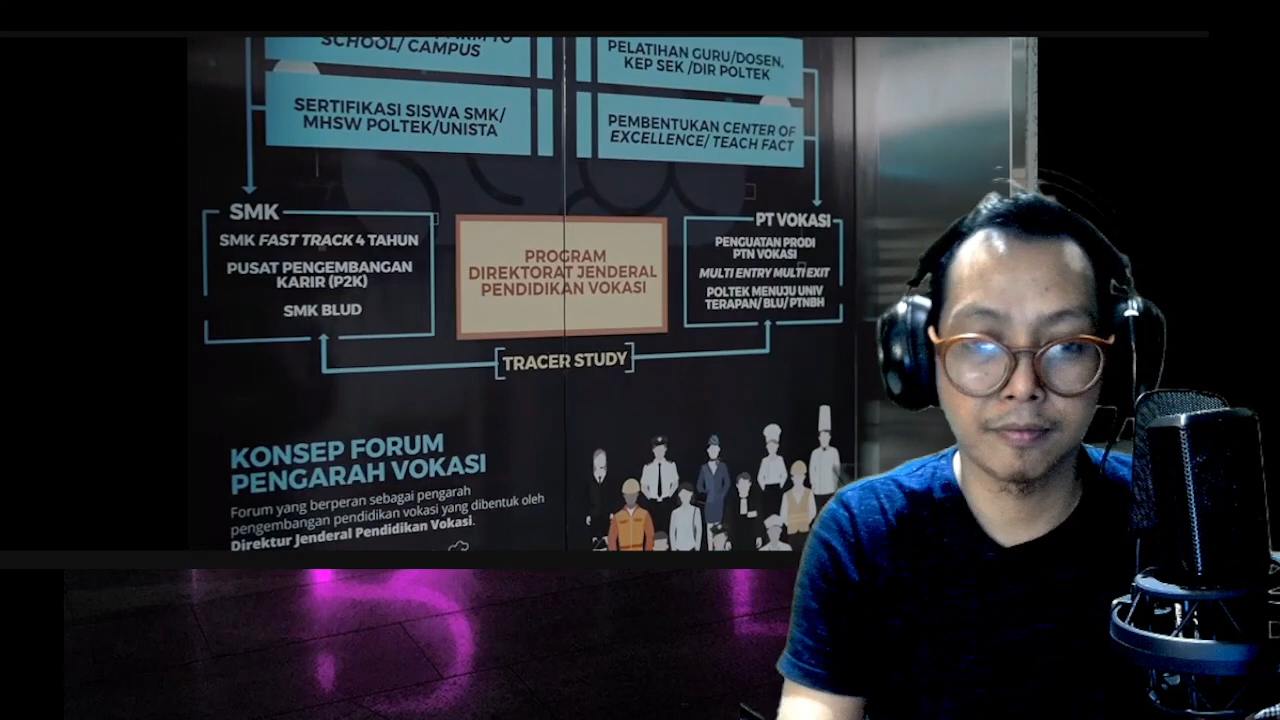 SCHOOL/ CAMPUS
SERTIFIKASI SISWA SMK/
MHSW POLTEK/UNISTA
PELATIHAN GURU/DOSEN,
KEP SEK /DIR POLTEK
PEMBENTUKAN CENTER OF
EXCELLENCE/ TEACH FACT
SMK
SMK FAST TRACK 4 TAHUN
PUSAT PENGEMBANGAN
KARIR (P2K)
SMK BLUD
PROGRAM
DIREKTORAT JENDERAL
PENDIDIKAN VOKASI
PT VOKASI
PENGUATAN PRODI
PTN VOKASI
MULTI ENTRY MULTI EXIT
POLTEK MENUJU UNIV
TERAPAN/ BLU/ PTNBH
TRACER STUDY
KONSEP FORUM
PENGARAH VOKASI
Forum yang berperan sebagai pengarah
pengembangan pendidikan vokasi yang dibentuk oleh
Direktur Jenderal Pendidikan Vokasi.